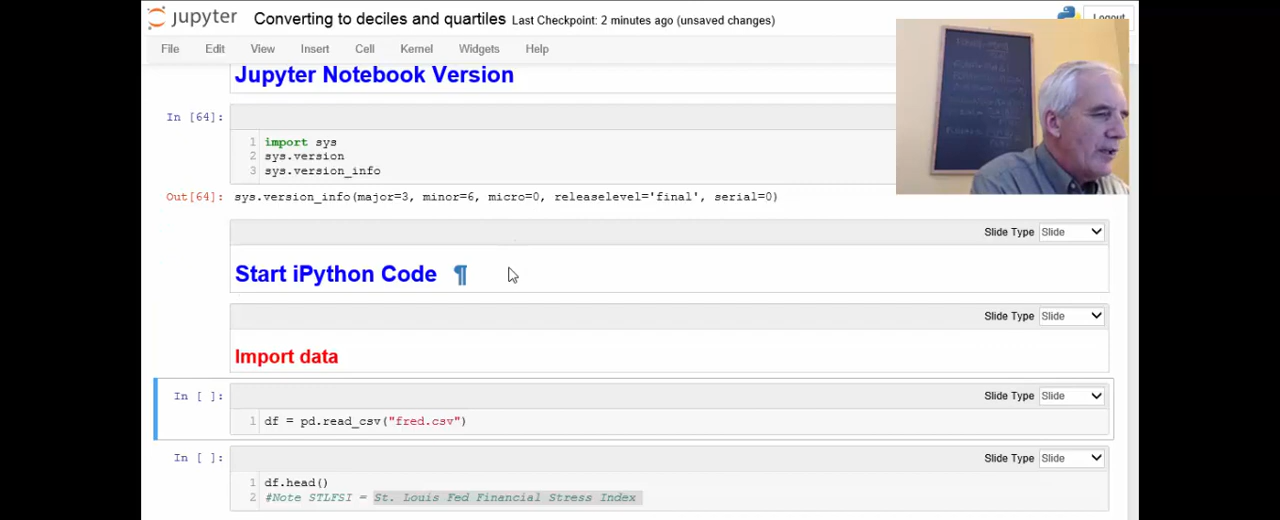 jupyter Converting to deciles and quartiles Last Checkpoint: 2 minutes ago (unsaved changes)
File Edit View Insert Cell Kernel Widgets Help
Jupyter Notebook Version
In [64]:
1 import sys
2 sys.version
3 sys.version_info
Out[64]: sys.version_info(major=3, minor=6, micro=0, releaselevel='final', serial=0)
Slide Type Slide
Start iPython Code ¶
Slide Type Slide
Import data
In [ ]: Slide Type Slide
1 df = pd.read_csv("fred.csv")
In [ ]: Slide Type Slide
1 df.head()
2 #Note STLFSI = St. Louis Fed Financial Stress Index